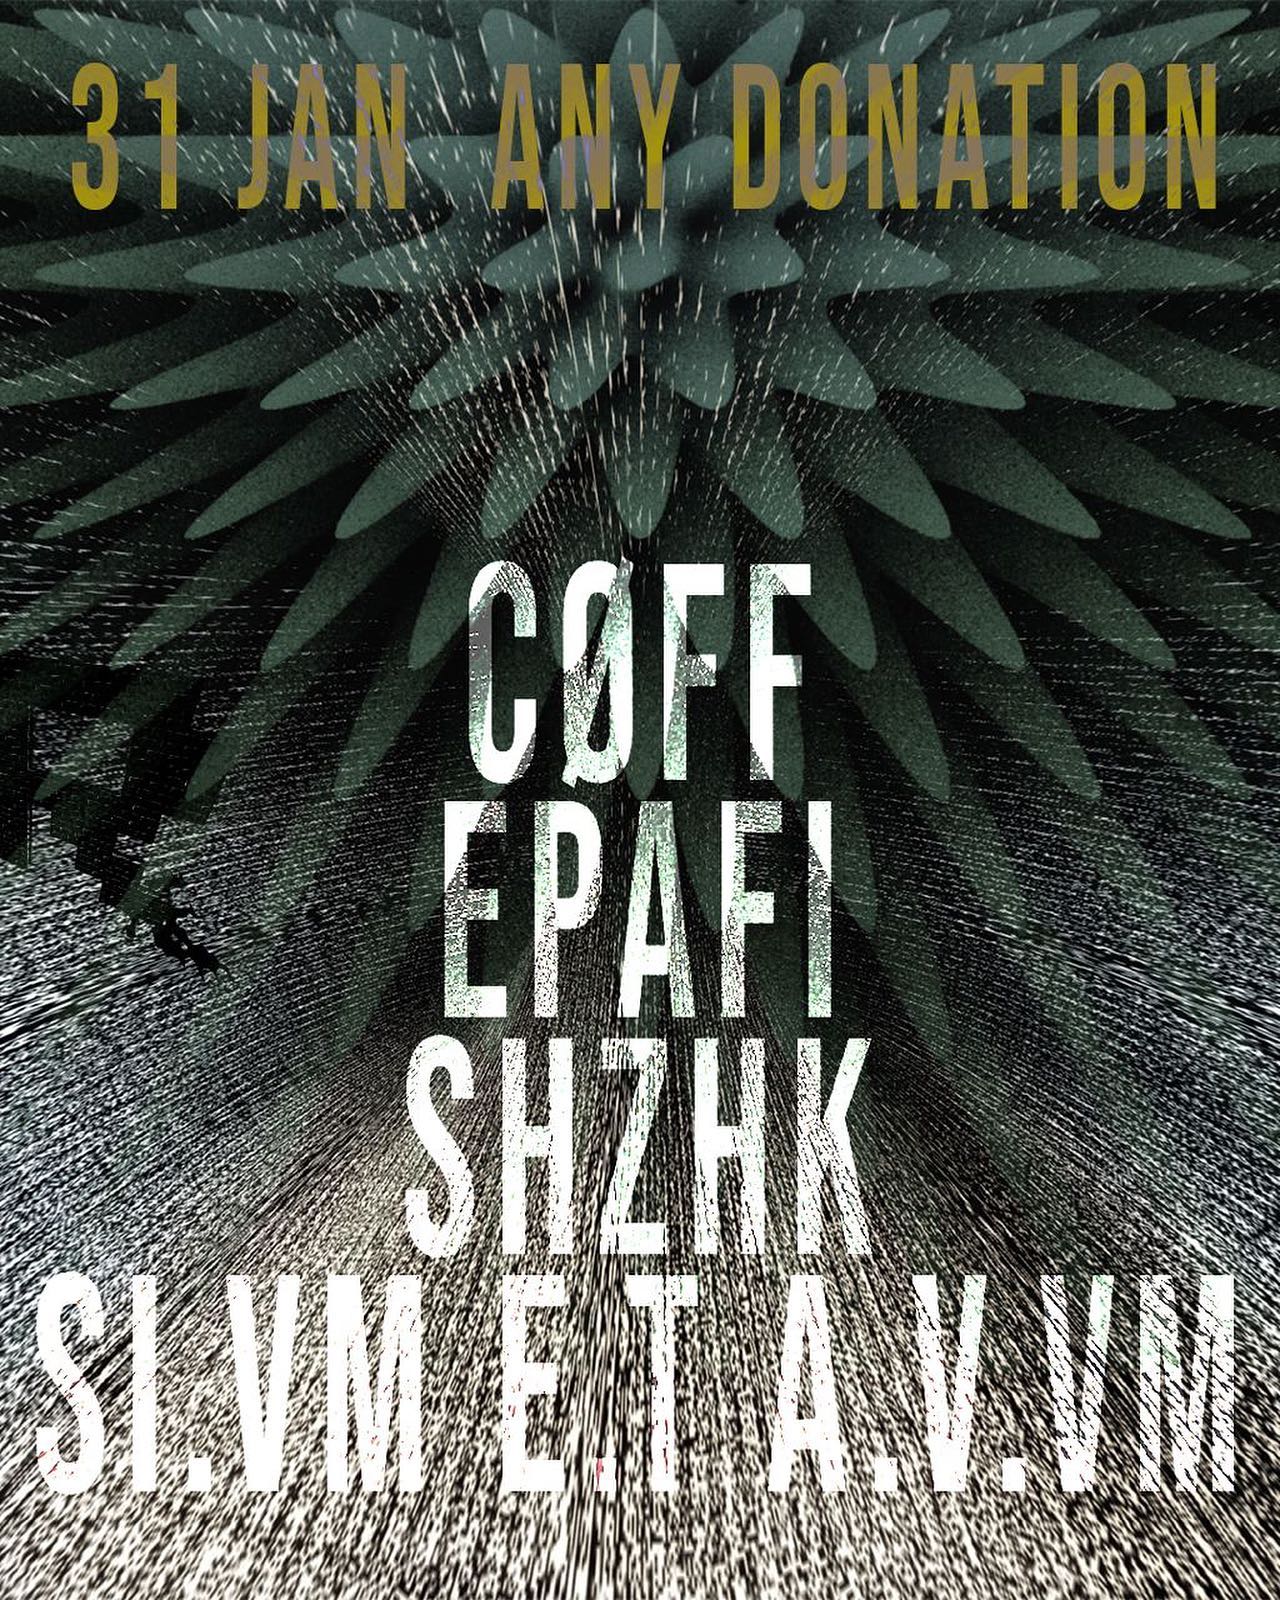 31 JAN ANY DONATION
CØFF
EPAFI
SHZHK
SI.VM E.T A.V.VM